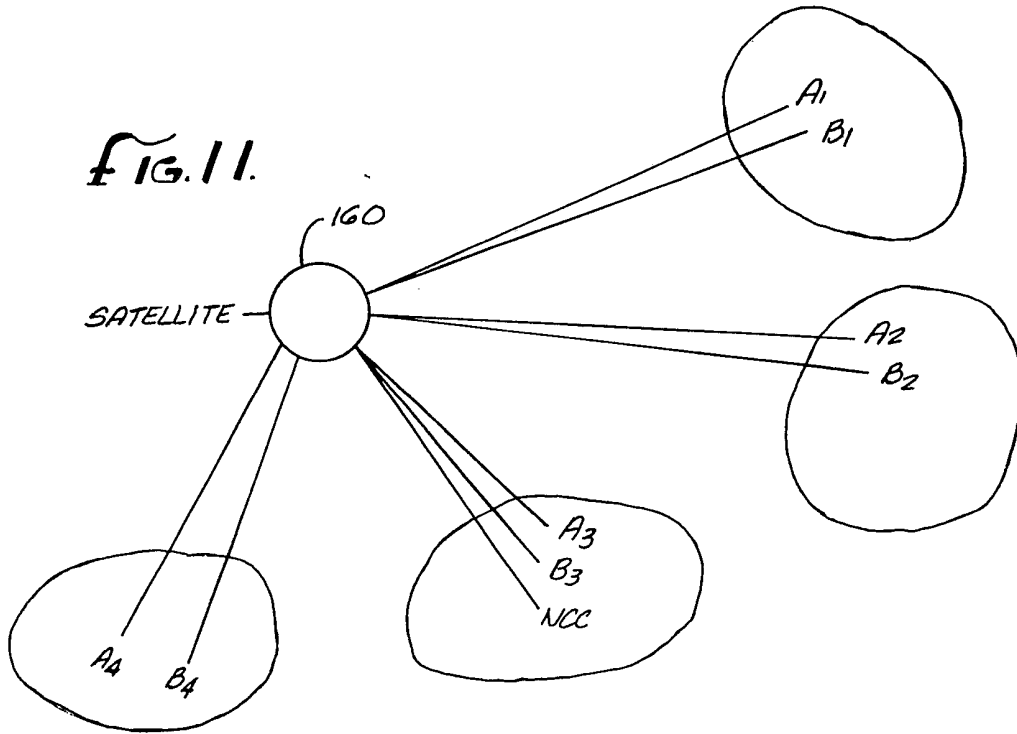 FIG. 11.
160
SATELLITE
A1
B1
A2
B2
A3
B3
NCC
A4
B4